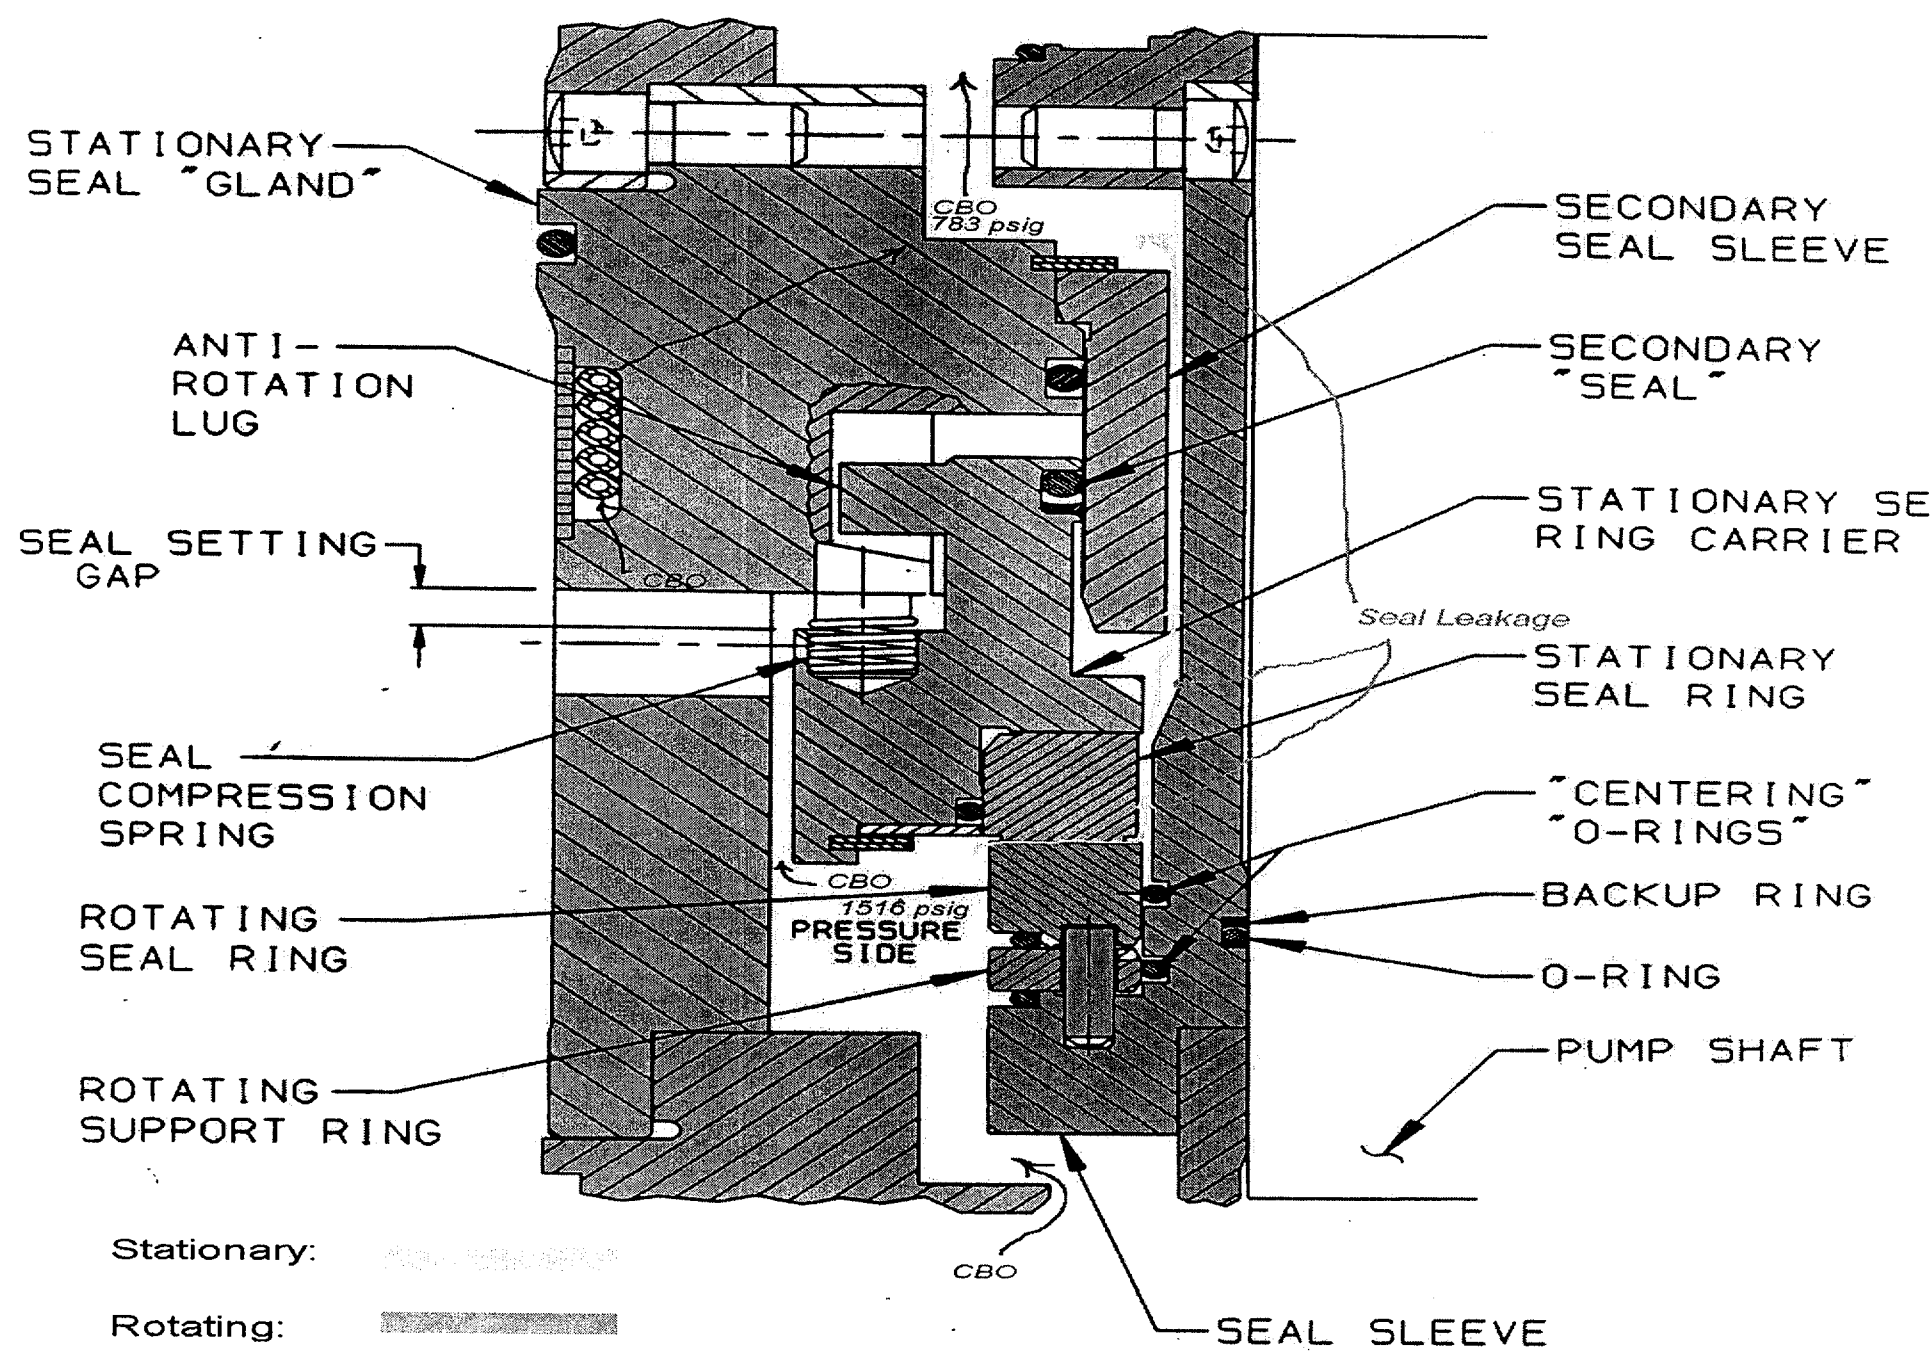 STATIONARY
SEAL "GLAND"
CBO
783 psig
SECONDARY
SEAL SLEEVE
ANTI-
ROTATION
LUG
SECONDARY
"SEAL"
STATIONARY SE
RING CARRIER
SEAL SETTING
GAP
CBO
Seal Leakage
STATIONARY
SEAL RING
SEAL
COMPRESSION
SPRING
"CENTERING"
"O-RINGS"
CBO
1516 psig
PRESSURE
SIDE
BACKUP RING
ROTATING
SEAL RING
O-RING
PUMP SHAFT
ROTATING
SUPPORT RING
Stationary:
CBO
Rotating:
SEAL SLEEVE